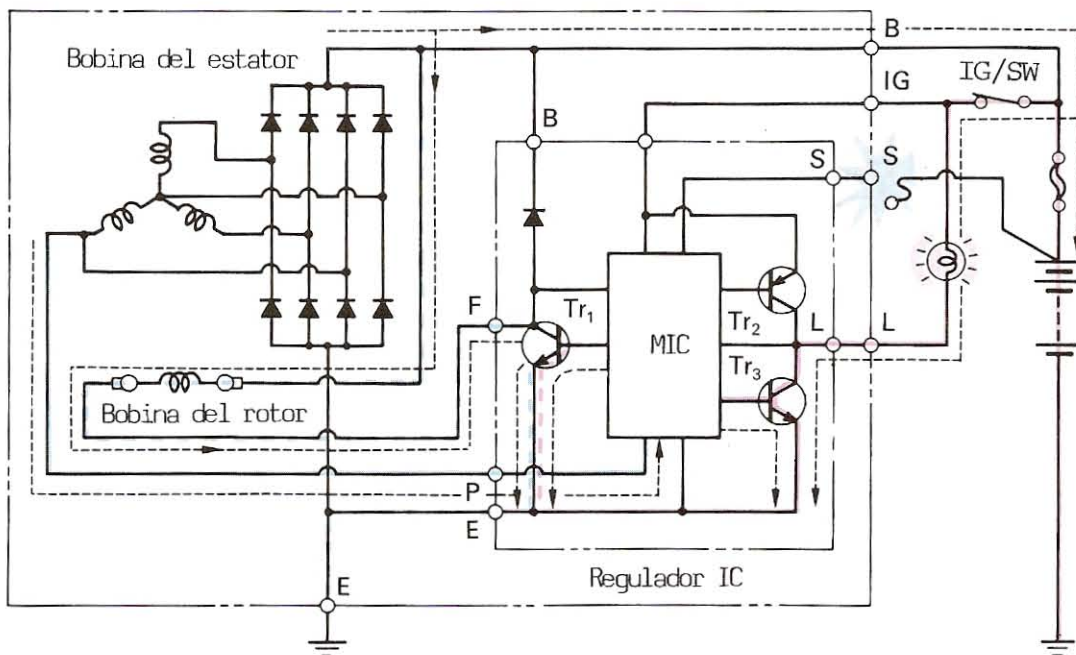 Bobina del estator
B
IG
IG/SW
B
S
S
F
Tr₁
Tr₂
MIC
L
L
Tr₃
Bobina del rotor
P
E
Regulador IC
E